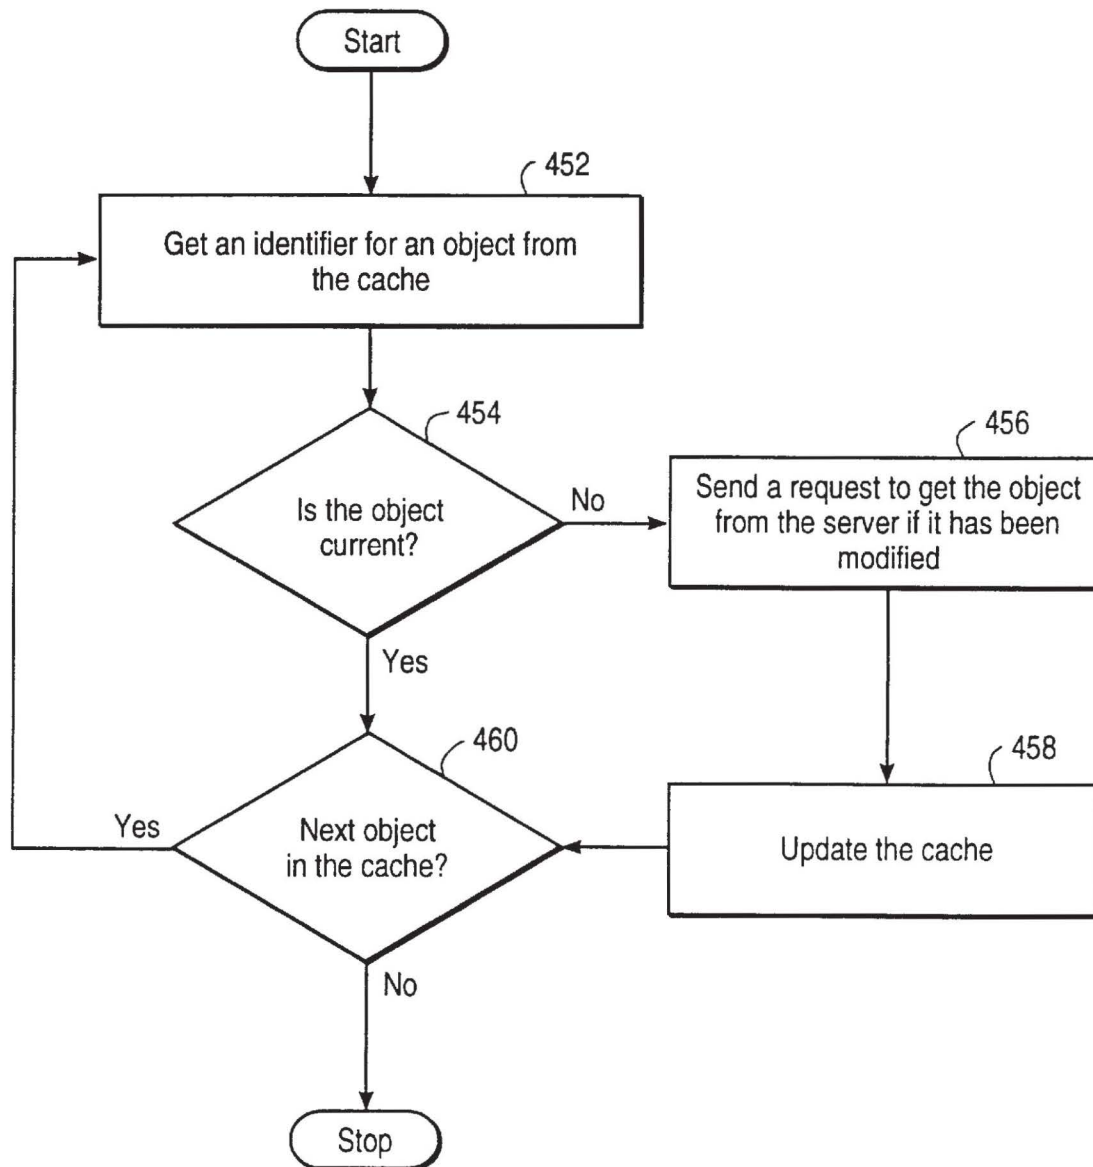 Start
452
Get an identifier for an object from
the cache
454
Is the object
current?
No
456
Send a request to get the object
from the server if it has been
modified
Yes
460
Next object
in the cache?
Yes
458
Update the cache
No
Stop